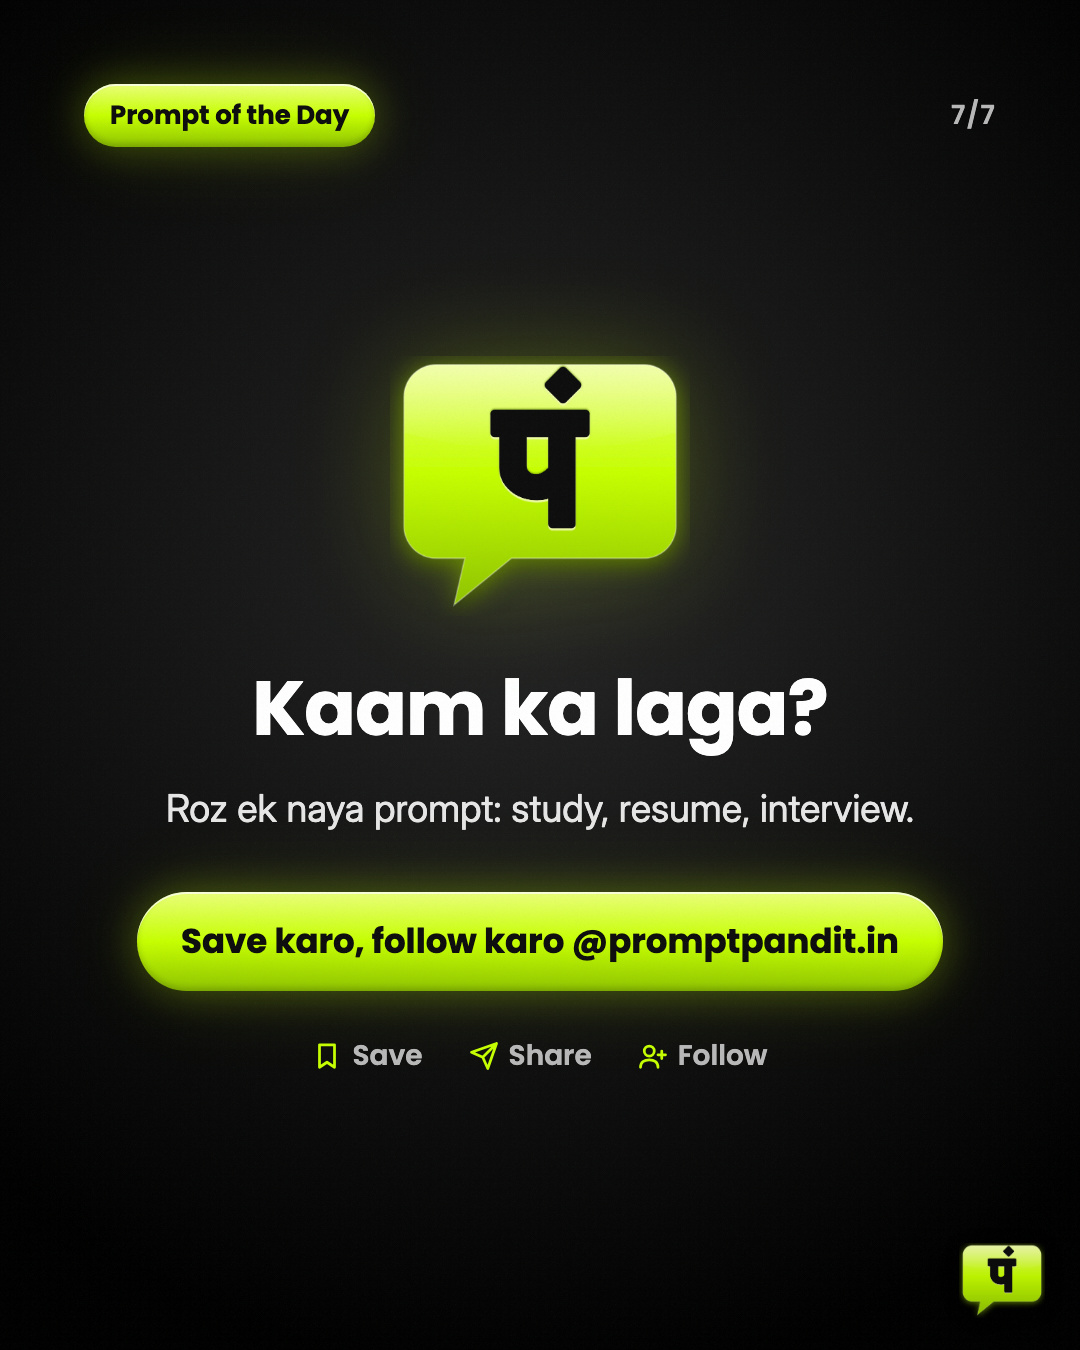 Prompt of the Day
7/7
पं
Kaam ka laga?
Roz ek naya prompt: study, resume, interview.
Save karo, follow karo @promptpandit.in
Save
Share
Follow
पं